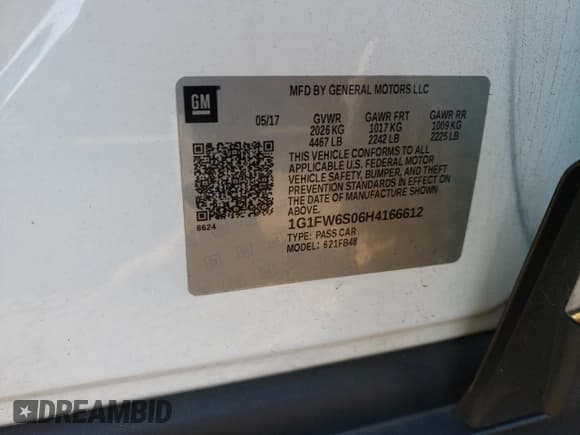 GM
MFD BY GENERAL MOTORS LLC
05/17 GVWR GAWR FRT GAWR RR
2026 KG 1017 KG 1009 KG
4467 LB 2242 LB 2225 LB
THIS VEHICLE CONFORMS TO ALL
APPLICABLE U.S. FEDERAL MOTOR
VEHICLE SAFETY, BUMPER, AND THEFT
PREVENTION STANDARDS IN EFFECT ON
THE DATE OF MANUFACTURE SHOWN
ABOVE.
8624
1G1FW6S06H4166612
TYPE: PASS CAR
MODEL: 621FB48
DREAMBID